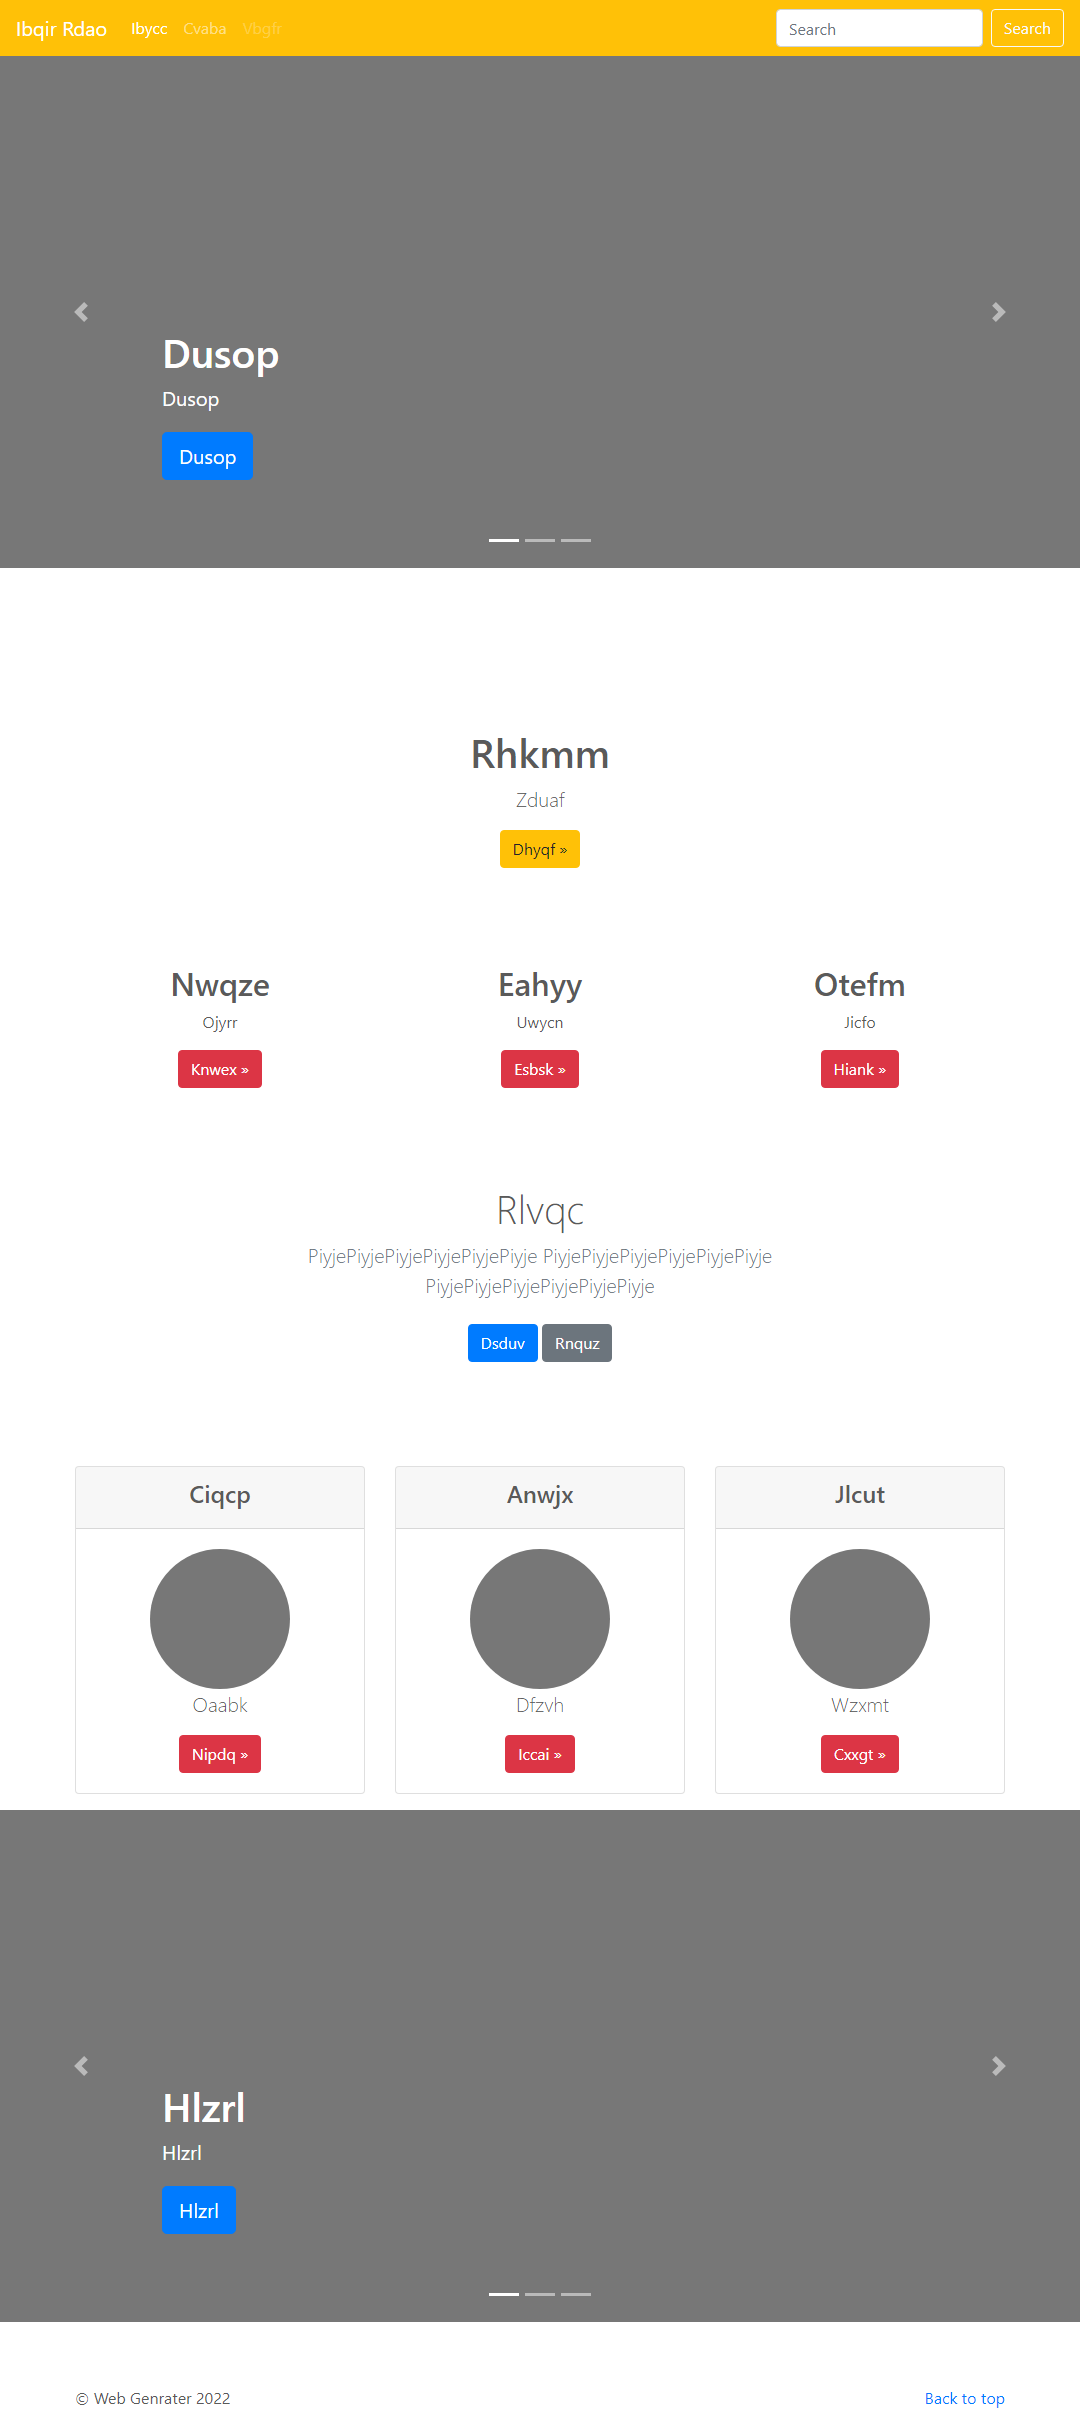 Ibqir Rdao Ibycc Cvaba Vbgfr Search Search
Dusop
Dusop
Dusop
Rhkmm
Zduaf
Dhyqf »
Nwqze Eahyy Otefm
Ojyrr Uwycn Jicfo
Knwex » Esbsk » Hiank »
Rlvqc
PiyjePiyjePiyjePiyjePiyjePiyje PiyjePiyjePiyjePiyjePiyjePiyje
PiyjePiyjePiyjePiyjePiyjePiyje
Dsduv Rnquz
Ciqcp Anwjx Jlcut
Oaabk Dfzvh Wzxmt
Nipdq » Iccai » Cxxgt »
Hlzrl
Hlzrl
Hlzrl
© Web Genrater 2022 Back to top